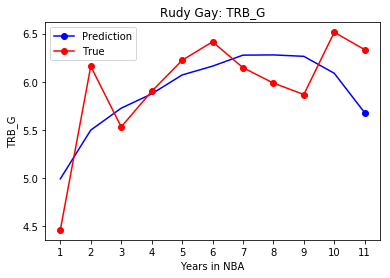 Rudy Gay: TRB_G
Prediction
True
6.5
6.0
5.5
5.0
4.5
TRB_G
1 2 3 4 5 6 7 8 9 10 11
Years in NBA